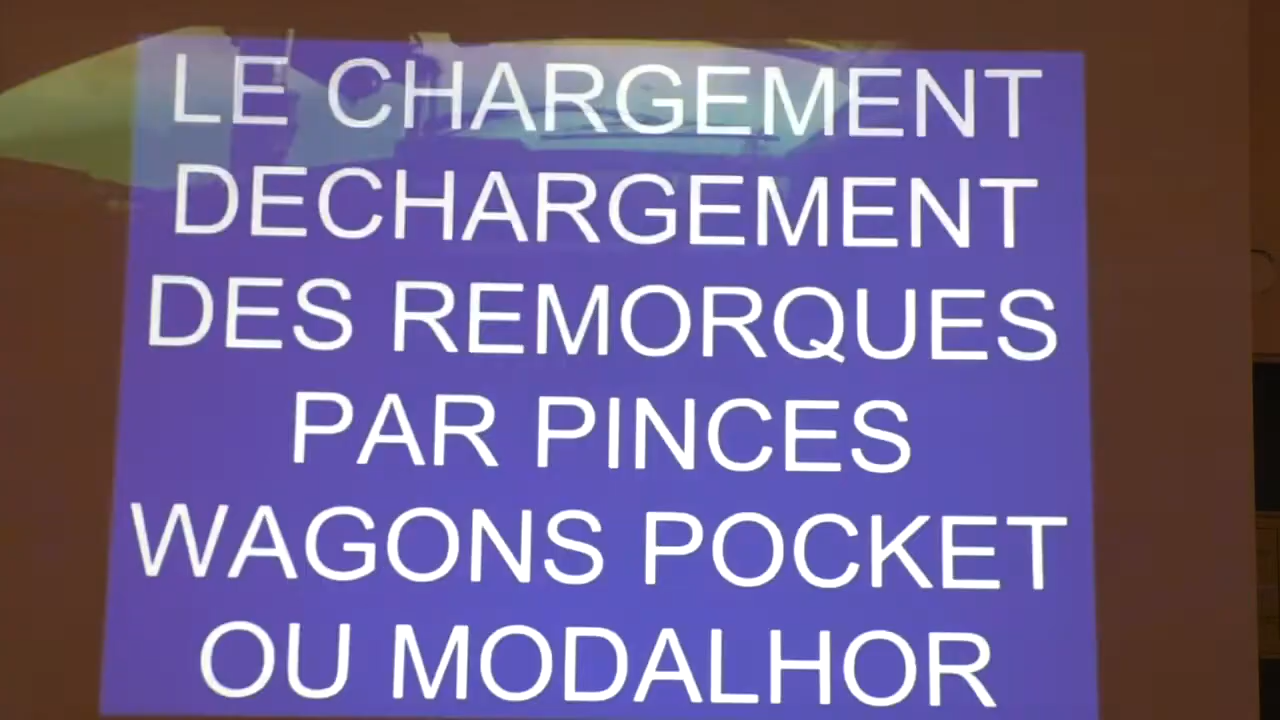 LE CHARGEMENT
DECHARGEMENT
DES REMORQUES
PAR PINCES
WAGONS POCKET
OU MODALHOR